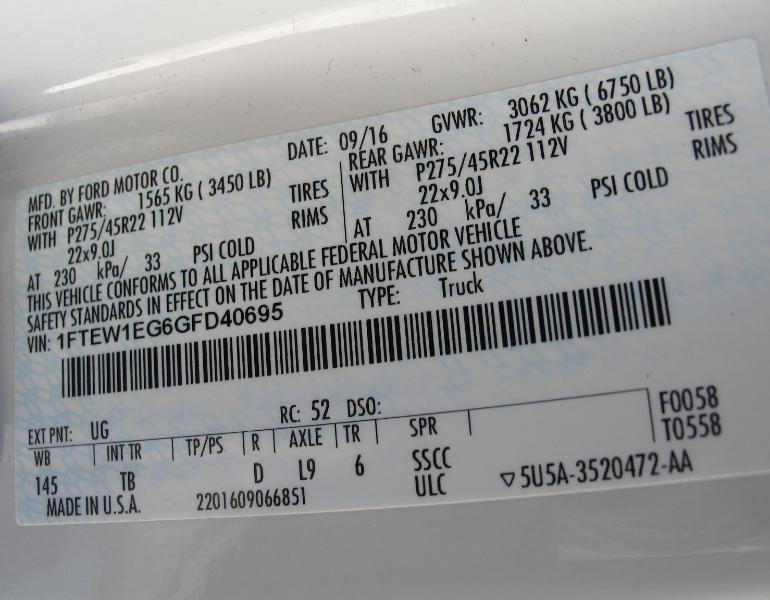 MFD. BY FORD MOTOR CO.
DATE: 09/16 GVWR: 3062 KG ( 6750 LB)
FRONT GAWR: 1565 KG ( 3450 LB)
WITH P275/45R22 112V TIRES
22x9.0J RIMS
AT 230 kPa/ 33 PSI COLD
REAR GAWR: 1724 KG ( 3800 LB)
WITH P275/45R22 112V TIRES
22x9.0J RIMS
AT 230 kPa/ 33 PSI COLD
THIS VEHICLE CONFORMS TO ALL APPLICABLE FEDERAL MOTOR VEHICLE
SAFETY STANDARDS IN EFFECT ON THE DATE OF MANUFACTURE SHOWN ABOVE.
VIN: 1FTEW1EG6GFD40695
TYPE: Truck
EXT PNT: UG RC: 52 DSO: F0058
WB INT TR TP/PS R AXLE TR SPR T0558
145 TB D L9 6 SSCC
MADE IN U.S.A. 2201609066851 ULC ▽5U5A-3520472-AA